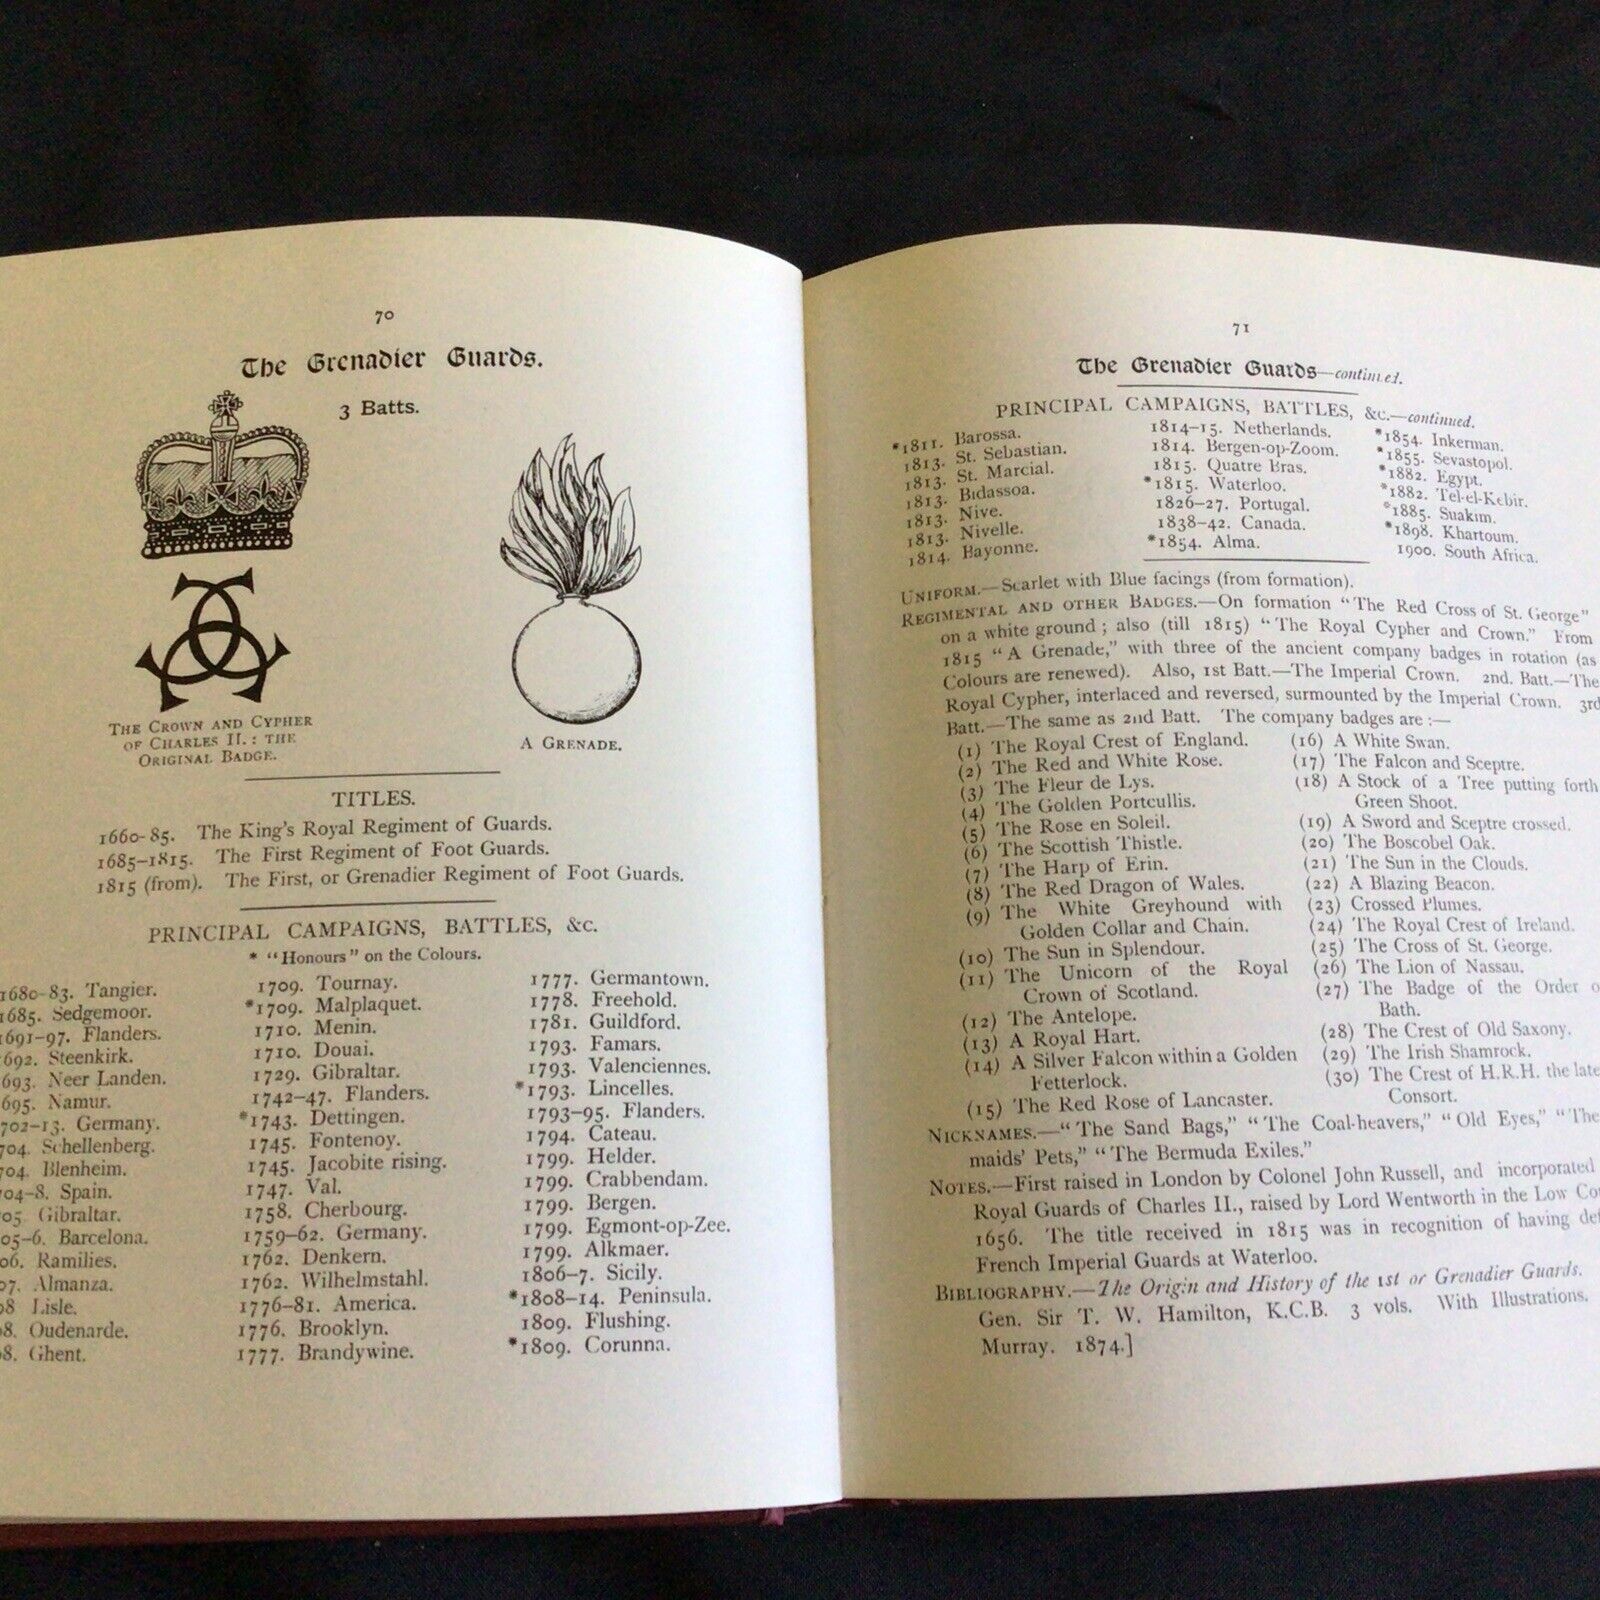 70
The Grenadier Guards.
3 Batts.
THE CROWN AND CYPHER
OF CHARLES II. : THE
ORIGINAL BADGE.
A GRENADE.
TITLES.
1660-85. The King's Royal Regiment of Guards.
1685–1815. The First Regiment of Foot Guards.
1815 (from). The First, or Grenadier Regiment of Foot Guards.
PRINCIPAL CAMPAIGNS, BATTLES, &c.
* "Honours" on the Colours.
1680-83. Tangier.
1685. Sedgemoor.
1691-97. Flanders.
1692. Steenkirk.
693. Neer Landen.
695. Namur.
702-13. Germany.
704. Schellenberg.
704. Blenheim.
04-8. Spain.
05. Gibraltar.
05-6. Barcelona.
06. Ramilies.
07. Almanza.
08 Lisle.
8. Oudenarde.
8. Ghent.
1709. Tournay.
*1709. Malplaquet.
1710. Menin.
1710. Douai.
1729. Gibraltar.
1742–47. Flanders.
*1743. Dettingen.
1745. Fontenoy.
1745. Jacobite rising.
1747. Val.
1758. Cherbourg.
1759–62. Germany.
1762. Denkern.
1762. Wilhelmstahl.
1776–81. America.
1776. Brooklyn.
1777. Brandywine.
1777. Germantown.
1778. Freehold.
1781. Guildford.
1793. Famars.
1793. Valenciennes.
*1793. Lincelles.
1793–95. Flanders.
1794. Cateau.
1799. Helder.
1799. Crabbendam.
1799. Bergen.
1799. Egmont-op-Zee.
1799. Alkmaer.
1806–7. Sicily.
*1808–14. Peninsula.
1809. Flushing.
*1809. Corunna.
71
The Grenadier Guards—continued.
PRINCIPAL CAMPAIGNS, BATTLES, &c.—continued.
*1811. Barossa.
1813. St. Sebastian.
1813. St. Marcial.
1813. Bidassoa.
1813. Nive.
1813. Nivelle.
1814. Bayonne.
1814–15. Netherlands.
1814. Bergen-op-Zoom.
1815. Quatre Bras.
*1815. Waterloo.
1826–27. Portugal.
1838–42. Canada.
*1854. Alma.
*1854. Inkerman.
*1855. Sevastopol.
*1882. Egypt.
*1882. Tel-el-Kebir.
*1885. Suakim.
*1898. Khartoum.
1900. South Africa.
UNIFORM.—Scarlet with Blue facings (from formation).
REGIMENTAL AND OTHER BADGES.—On formation "The Red Cross of St. George"
on a white ground ; also (till 1815) "The Royal Cypher and Crown." From
1815 "A Grenade," with three of the ancient company badges in rotation (as
Colours are renewed). Also, 1st Batt.—The Imperial Crown. 2nd. Batt.—The
Royal Cypher, interlaced and reversed, surmounted by the Imperial Crown. 3rd
Batt.—The same as 2nd Batt. The company badges are :—
(1) The Royal Crest of England.
(2) The Red and White Rose.
(3) The Fleur de Lys.
(4) The Golden Portcullis.
(5) The Rose en Soleil.
(6) The Scottish Thistle.
(7) The Harp of Erin.
(8) The Red Dragon of Wales.
(9) The White Greyhound with
Golden Collar and Chain.
(10) The Sun in Splendour.
(11) The Unicorn of the Royal
Crown of Scotland.
(12) The Antelope.
(13) A Royal Hart.
(14) A Silver Falcon within a Golden
Fetterlock.
(15) The Red Rose of Lancaster.
(16) A White Swan.
(17) The Falcon and Sceptre.
(18) A Stock of a Tree putting forth
Green Shoot.
(19) A Sword and Sceptre crossed.
(20) The Boscobel Oak.
(21) The Sun in the Clouds.
(22) A Blazing Beacon.
(23) Crossed Plumes.
(24) The Royal Crest of Ireland.
(25) The Cross of St. George.
(26) The Lion of Nassau.
(27) The Badge of the Order o
Bath.
(28) The Crest of Old Saxony.
(29) The Irish Shamrock.
(30) The Crest of H.R.H. the late
Consort.
NICKNAMES.—"The Sand Bags," "The Coal-heavers," "Old Eyes," "The
maids' Pets," "The Bermuda Exiles."
NOTES.—First raised in London by Colonel John Russell, and incorporated
Royal Guards of Charles II., raised by Lord Wentworth in the Low Co
1656. The title received in 1815 was in recognition of having def
French Imperial Guards at Waterloo.
BIBLIOGRAPHY.—The Origin and History of the 1st or Grenadier Guards.
Gen. Sir T. W. Hamilton, K.C.B. 3 vols. With Illustrations.
Murray. 1874.]